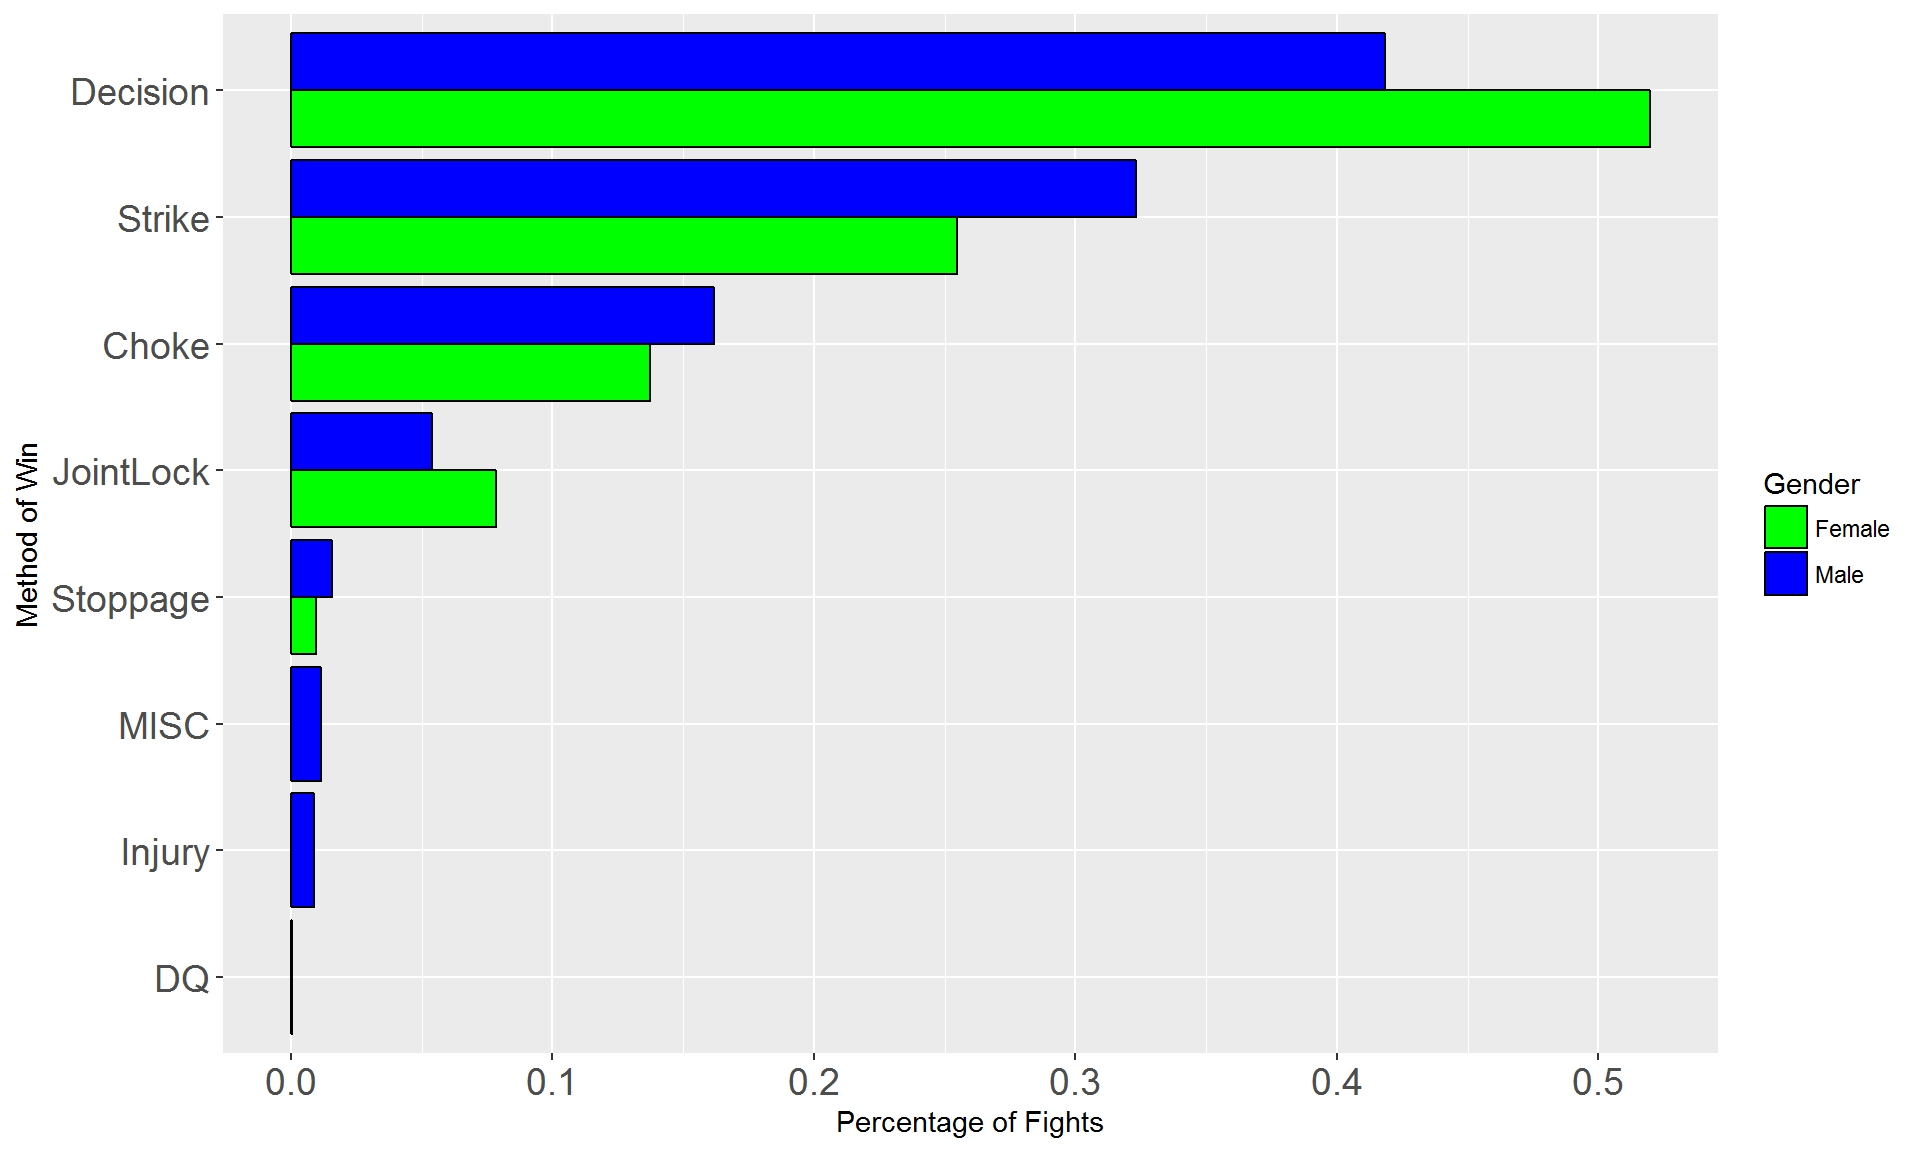 Method of Win
Decision
Strike
Choke
JointLock
Stoppage
MISC
Injury
DQ
0.0 0.1 0.2 0.3 0.4 0.5
Percentage of Fights
Gender
Female
Male